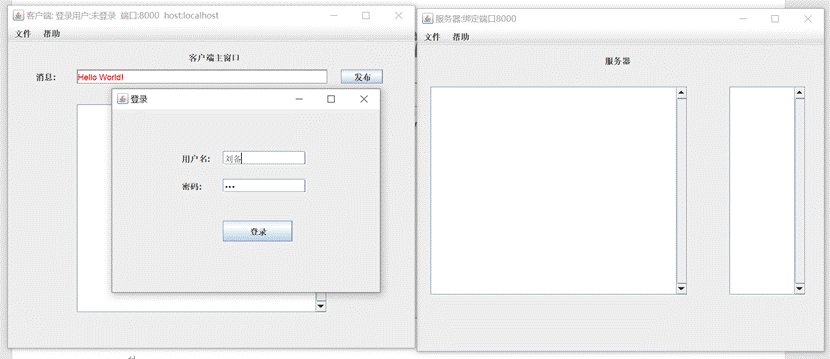 客户端: 登录用户:未登录 端口:8000 host:localhost
文件 帮助
客户端主窗口
消息: Hello World! 发布
登录
用户名: 刘备
密码: •••
登录
服务器:绑定端口8000
文件 帮助
服务器